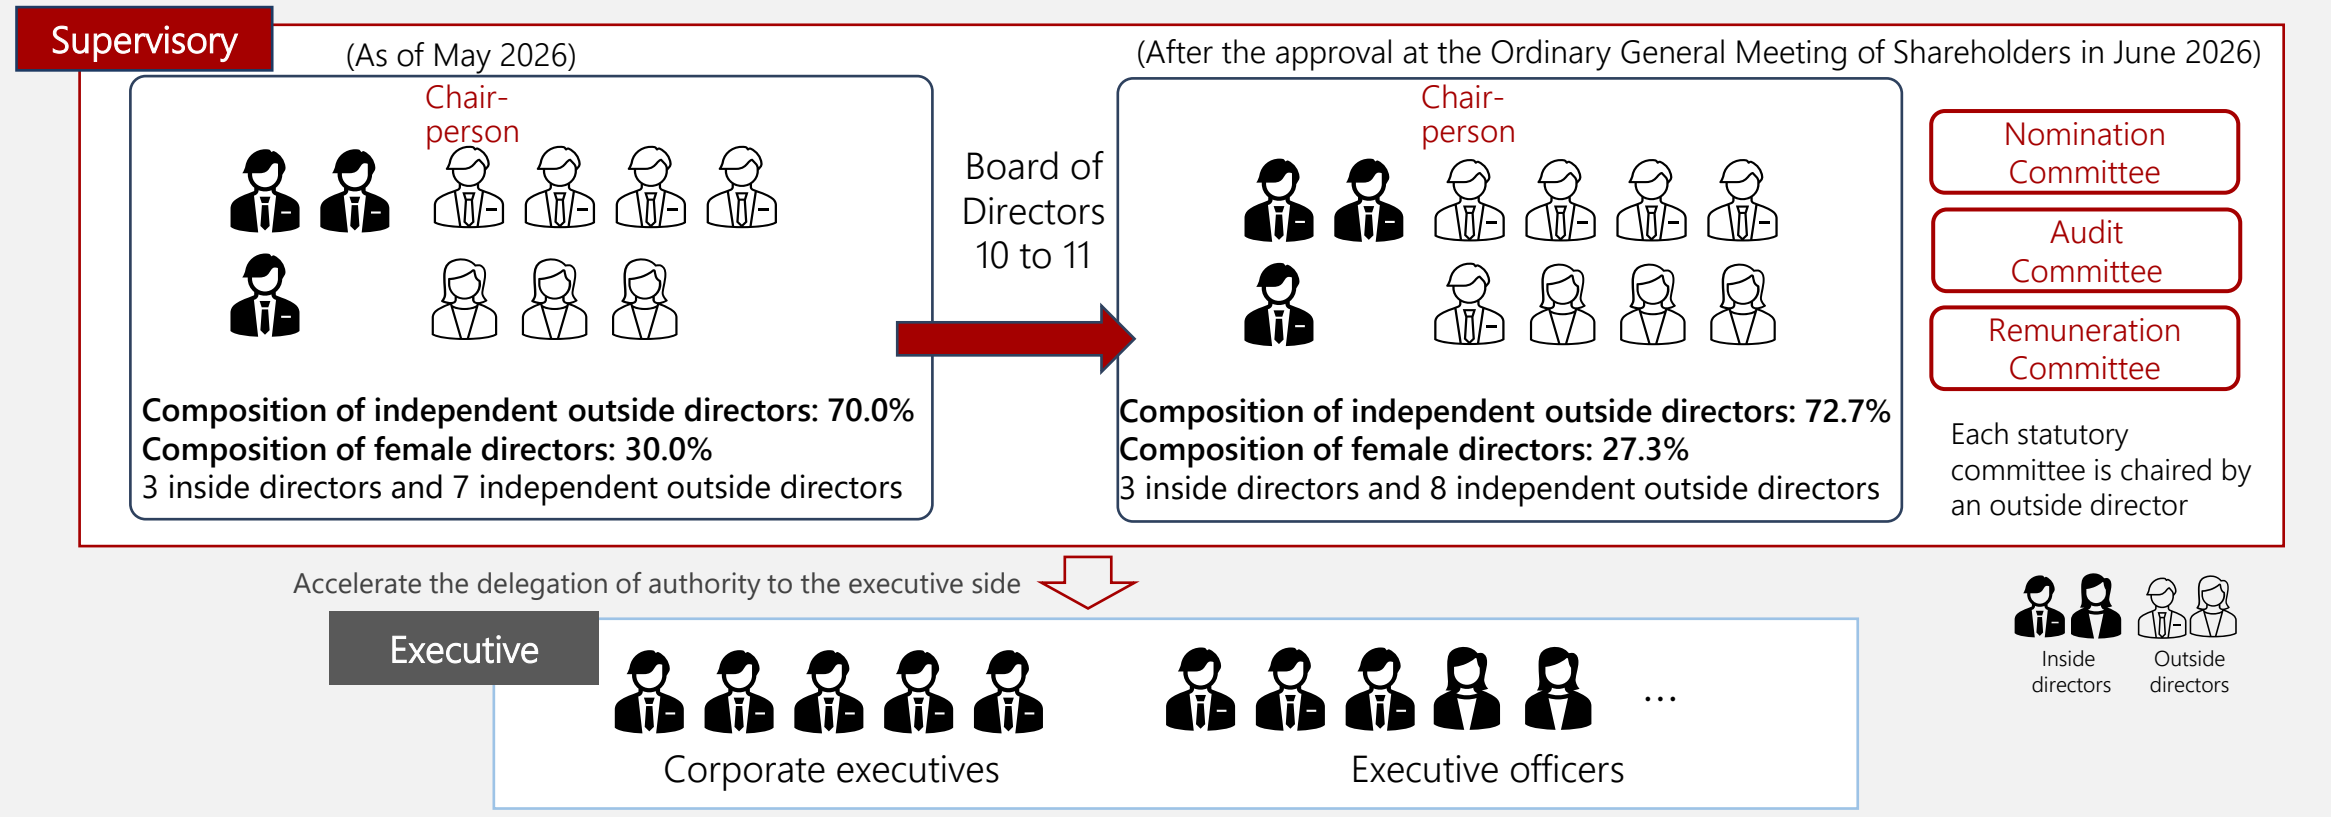 Supervisory
(As of May 2026)
Chair-
person
Composition of independent outside directors: 70.0%
Composition of female directors: 30.0%
3 inside directors and 7 independent outside directors
Board of
Directors
10 to 11
(After the approval at the Ordinary General Meeting of Shareholders in June 2026)
Chair-
person
Composition of independent outside directors: 72.7%
Composition of female directors: 27.3%
3 inside directors and 8 independent outside directors
Nomination
Committee
Audit
Committee
Remuneration
Committee
Each statutory
committee is chaired by
an outside director
Accelerate the delegation of authority to the executive side
Executive
Corporate executives
Executive officers
…
Inside
directors
Outside
directors